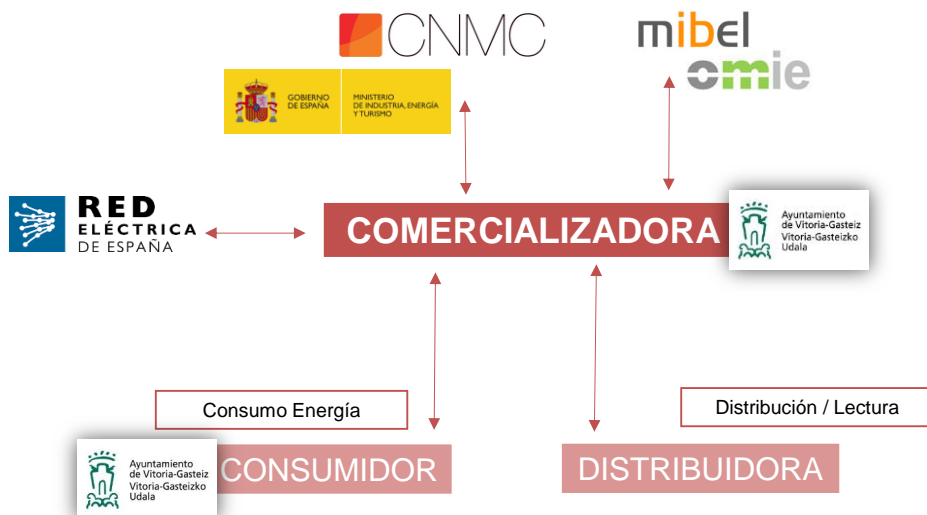 CNMC
mibel
omie
GOBIERNO
DE ESPAÑA
MINISTERIO
DE INDUSTRIA, ENERGÍA
Y TURISMO
RED
ELÉCTRICA
DE ESPAÑA
COMERCIALIZADORA
Ayuntamiento
de Vitoria-Gasteiz
Vitoria-Gasteizko
Udala
Consumo Energía
Distribución / Lectura
Ayuntamiento
de Vitoria-Gasteiz
Vitoria-Gasteizko
Udala
CONSUMIDOR
DISTRIBUIDORA